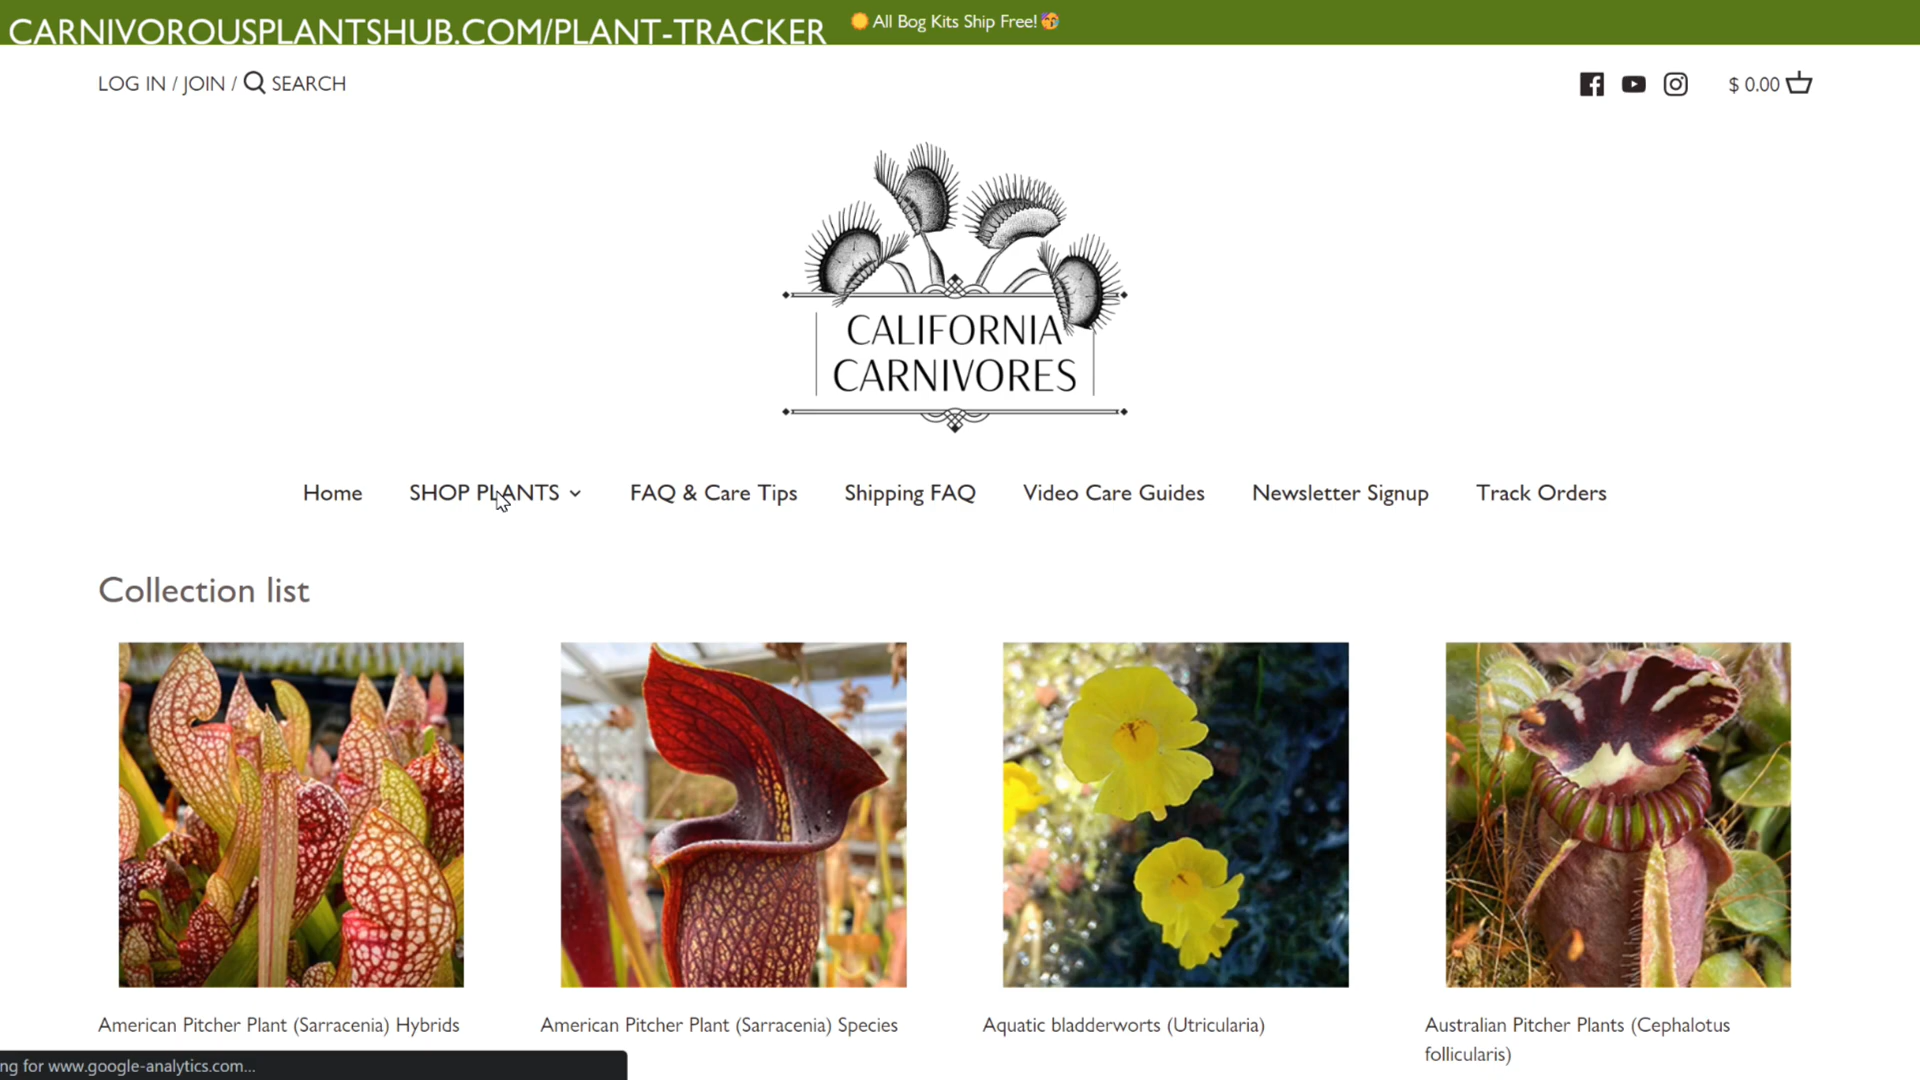 CARNIVOROUSPLANTSHUB.COM/PLANT-TRACKER
All Bog Kits Ship Free!
LOG IN / JOIN / SEARCH
$ 0.00
CALIFORNIA
CARNIVORES
Home SHOP PLANTS FAQ & Care Tips Shipping FAQ Video Care Guides Newsletter Signup Track Orders
Collection list
American Pitcher Plant (Sarracenia) Hybrids
American Pitcher Plant (Sarracenia) Species
Aquatic bladderworts (Utricularia)
Australian Pitcher Plants (Cephalotus
follicularis)
ng for www.google-analytics.com...